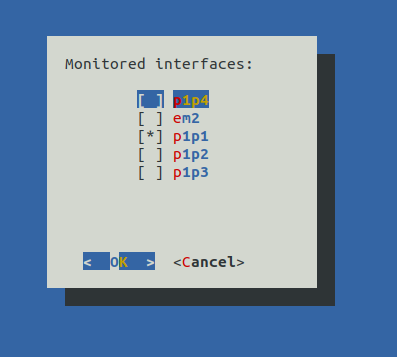 Monitored interfaces:
[ ] p1p4
[ ] em2
[*] p1p1
[ ] p1p2
[ ] p1p3
<  OK  > <Cancel>